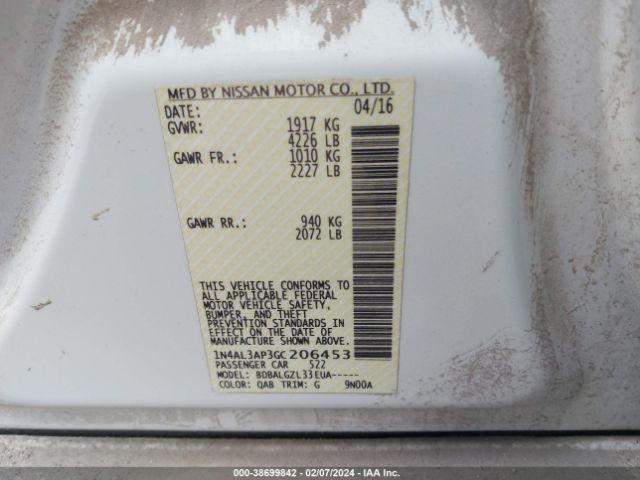 MFD BY NISSAN MOTOR CO., LTD.
DATE: 04/16
GVWR: 1917 KG
4226 LB
GAWR FR.: 1010 KG
2227 LB
GAWR RR.: 940 KG
2072 LB
THIS VEHICLE CONFORMS TO
ALL APPLICABLE FEDERAL
MOTOR VEHICLE SAFETY,
BUMPER, AND THEFT
PREVENTION STANDARDS IN
EFFECT ON THE DATE OF
MANUFACTURE SHOWN ABOVE.
1N4AL3AP3GC206453
PASSENGER CAR 522
MODEL: BDBALGZL33EUA-----
COLOR: QAB TRIM: G 9N00A
000-38699842 / 02/07/2024 / IAA Inc.